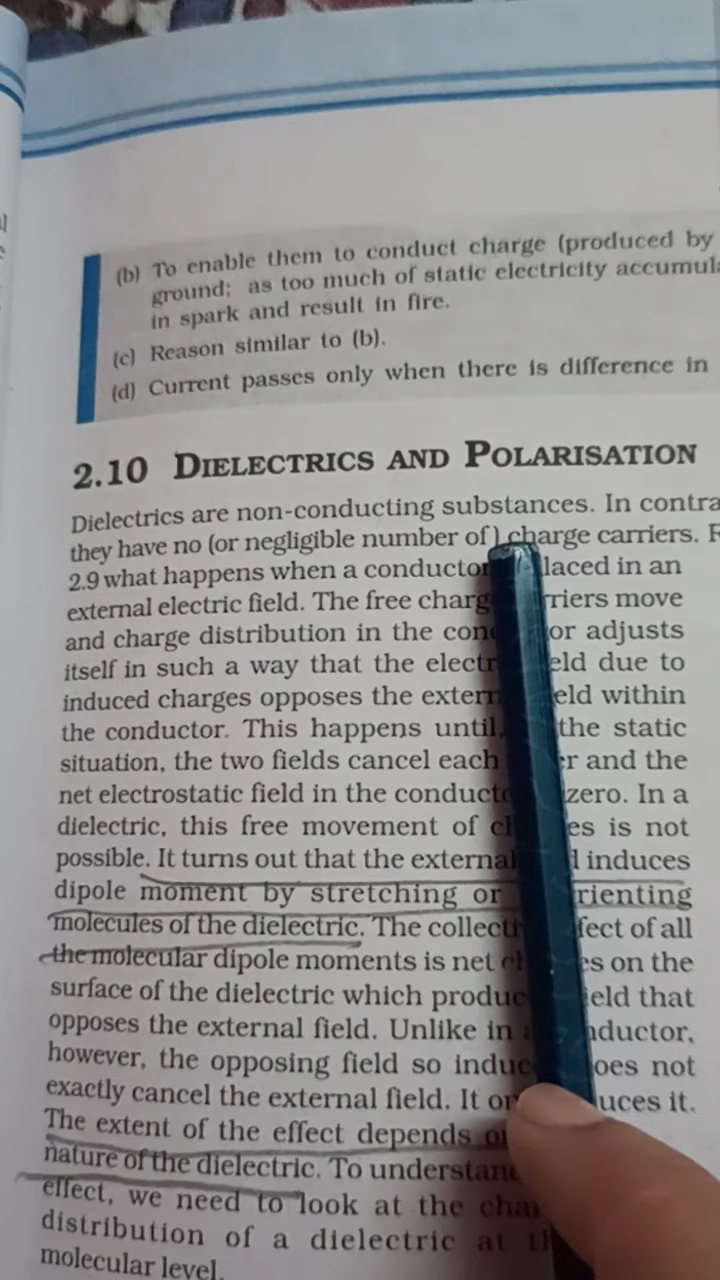 (b) To enable them to conduct charge (produced by
ground; as too much of static electricity accumula
in spark and result in fire.
(c) Reason similar to (b).
(d) Current passes only when there is difference in
2.10 DIELECTRICS AND POLARISATION
Dielectrics are non-conducting substances. In contra
they have no (or negligible number of) charge carriers.
2.9 what happens when a conductor laced in an
external electric field. The free charg rriers move
and charge distribution in the con or adjusts
itself in such a way that the electr eld due to
induced charges opposes the extern eld within
the conductor. This happens until, the static
situation, the two fields cancel each r and the
net electrostatic field in the conduct zero. In a
dielectric, this free movement of c es is not
possible. It turns out that the external induces
dipole moment by stretching or rienting
molecules of the dielectric. The collecti fect of all
the molecular dipole moments is net es on the
surface of the dielectric which produc ield that
opposes the external field. Unlike in nductor,
however, the opposing field so induc oes not
exactly cancel the external field. It uces it.
The extent of the effect depends o
nature of the dielectric. To understan
effect, we need to look at the cha
distribution of a dielectric at t
molecular level.